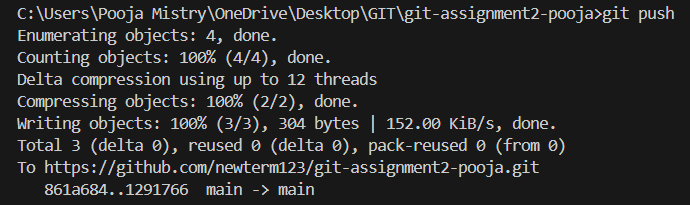 C:\Users\Pooja Mistry\OneDrive\Desktop\GIT\git-assignment2-pooja>git push
Enumerating objects: 4, done.
Counting objects: 100% (4/4), done.
Delta compression using up to 12 threads
Compressing objects: 100% (2/2), done.
Writing objects: 100% (3/3), 304 bytes | 152.00 KiB/s, done.
Total 3 (delta 0), reused 0 (delta 0), pack-reused 0 (from 0)
To https://github.com/newterm123/git-assignment2-pooja.git
   861a684..1291766  main -> main